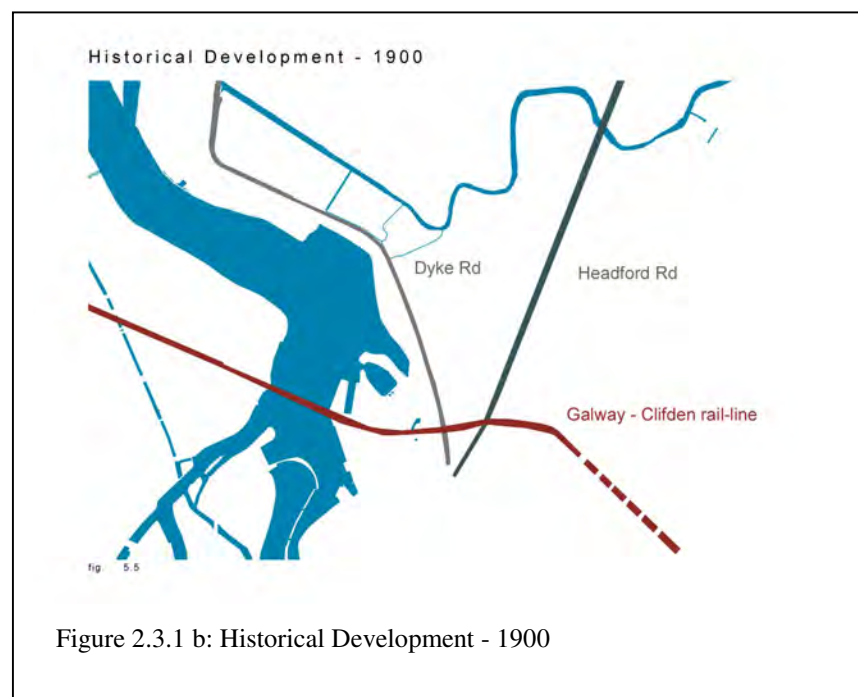 Historical Development - 1900
Dyke Rd
Headford Rd
Galway - Clifden rail-line
fig. 5.5
Figure 2.3.1 b: Historical Development - 1900